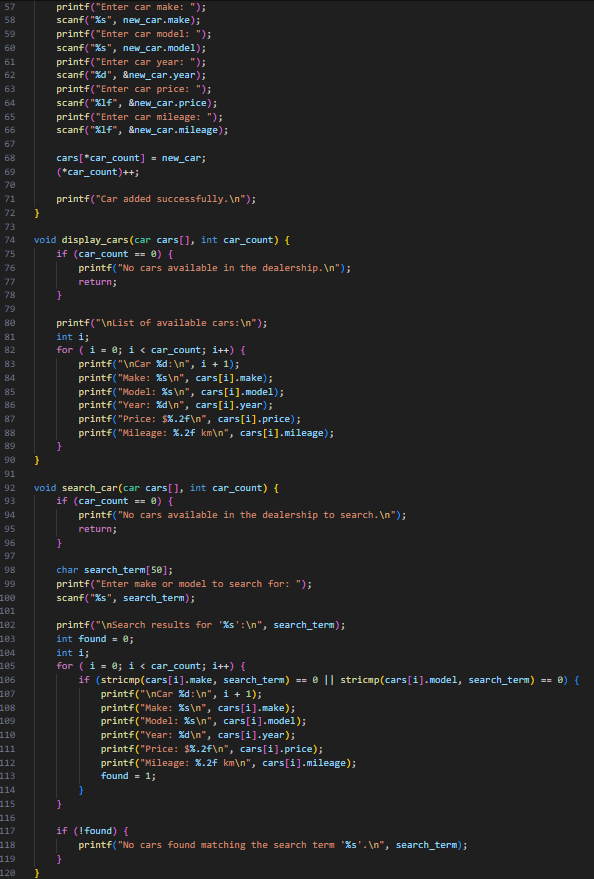 57 printf("Enter car make: ");
58 scanf("%s", new_car.make);
59 printf("Enter car model: ");
60 scanf("%s", new_car.model);
61 printf("Enter car year: ");
62 scanf("%d", &new_car.year);
63 printf("Enter car price: ");
64 scanf("%lf", &new_car.price);
65 printf("Enter car mileage: ");
66 scanf("%lf", &new_car.mileage);
67
68 cars[*car_count] = new_car;
69 (*car_count)++;
70
71 printf("Car added successfully.\n");
72 }
73
74 void display_cars(car cars[], int car_count) {
75 if (car_count == 0) {
76 printf("No cars available in the dealership.\n");
77 return;
78 }
79
80 printf("\nList of available cars:\n");
81 int i;
82 for ( i = 0; i < car_count; i++) {
83 printf("\nCar %d:\n", i + 1);
84 printf("Make: %s\n", cars[i].make);
85 printf("Model: %s\n", cars[i].model);
86 printf("Year: %d\n", cars[i].year);
87 printf("Price: $%.2f\n", cars[i].price);
88 printf("Mileage: %.2f km\n", cars[i].mileage);
89 }
90 }
91
92 void search_car(car cars[], int car_count) {
93 if (car_count == 0) {
94 printf("No cars available in the dealership to search.\n");
95 return;
96 }
97
98 char search_term[50];
99 printf("Enter make or model to search for: ");
100 scanf("%s", search_term);
101
102 printf("\nSearch results for '%s':\n", search_term);
103 int found = 0;
104 int i;
105 for ( i = 0; i < car_count; i++) {
106 if (stricmp(cars[i].make, search_term) == 0 || stricmp(cars[i].model, search_term) == 0) {
107 printf("\nCar %d:\n", i + 1);
108 printf("Make: %s\n", cars[i].make);
109 printf("Model: %s\n", cars[i].model);
110 printf("Year: %d\n", cars[i].year);
111 printf("Price: $%.2f\n", cars[i].price);
112 printf("Mileage: %.2f km\n", cars[i].mileage);
113 found = 1;
114 }
115 }
116
117 if (!found) {
118 printf("No cars found matching the search term '%s'.\n", search_term);
119 }
120 }